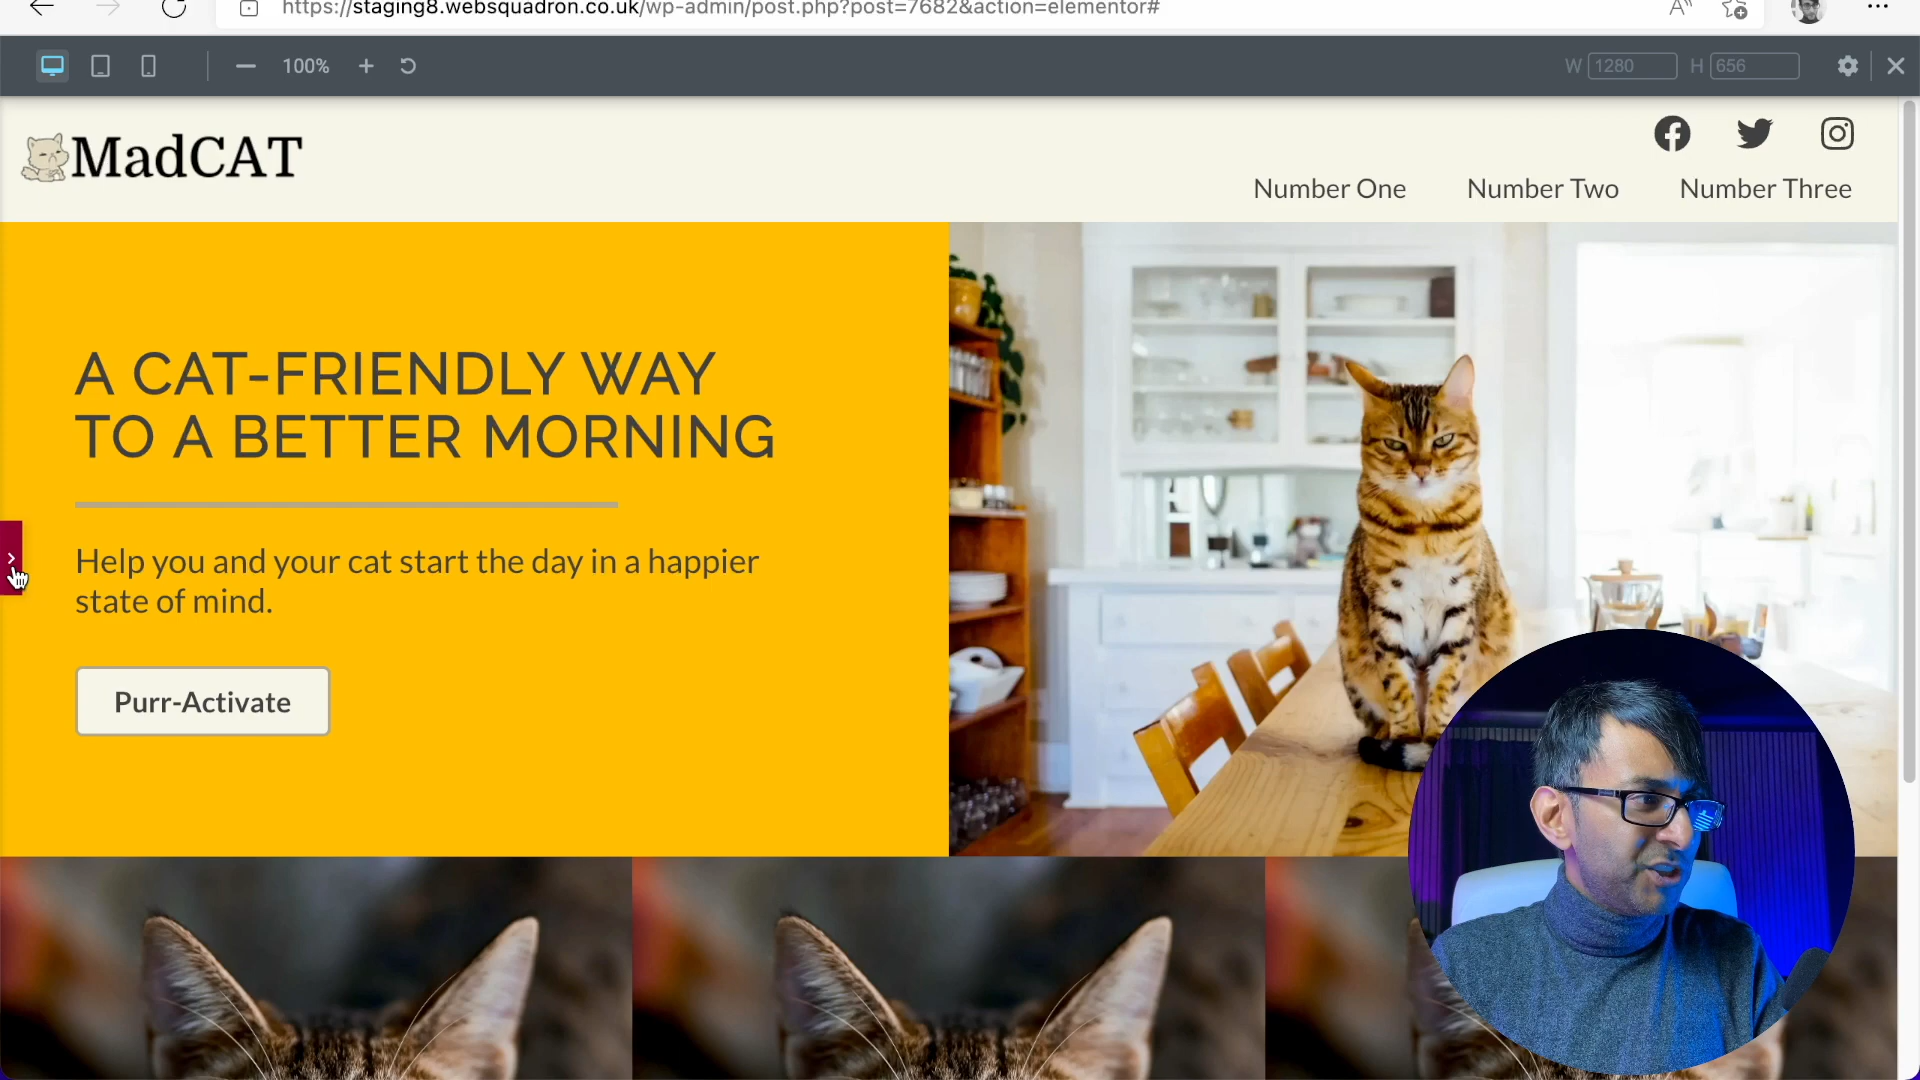 https://staging8.websquadron.co.uk/wp-admin/post.php?post=7682&action=elementor#
100%
W 1280 H 656
MadCAT
Number One Number Two Number Three
A CAT-FRIENDLY WAY
TO A BETTER MORNING
Help you and your cat start the day in a happier
state of mind.
Purr-Activate